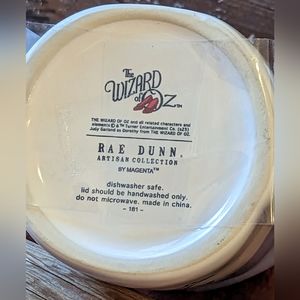 The
WIZARD
of OZ™
THE WIZARD OF OZ and all related characters and
elements © & ™ Turner Entertainment Co. (s23)
Judy Garland as Dorothy from THE WIZARD OF OZ.
RAE DUNN.
ARTISAN COLLECTION
BY MAGENTA™
dishwasher safe.
lid should be handwashed only.
do not microwave. made in china.
– 181 –